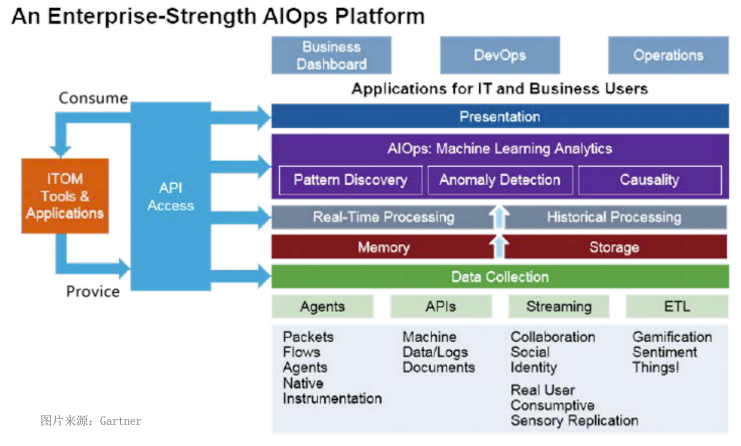 An Enterprise-Strength AIOps Platform
Business
Dashboard
DevOps
Operations
Applications for IT and Business Users
Consume
Presentation
AIOps: Machine Learning Analytics
ITOM
Tools &
Applications
API
Access
Pattern Discovery
Anomaly Detection
Causality
Real-Time Processing
Historical Processing
Memory
Storage
Provice
Data Collection
Agents
APIs
Streaming
ETL
Packets
Flows
Agents
Native
Instrumentation
Machine
Data/Logs
Documents
Collaboration
Social
Identity
Real User
Consumptive
Sensory Replication
Gamification
Sentiment
Things!
图片来源：Gartner